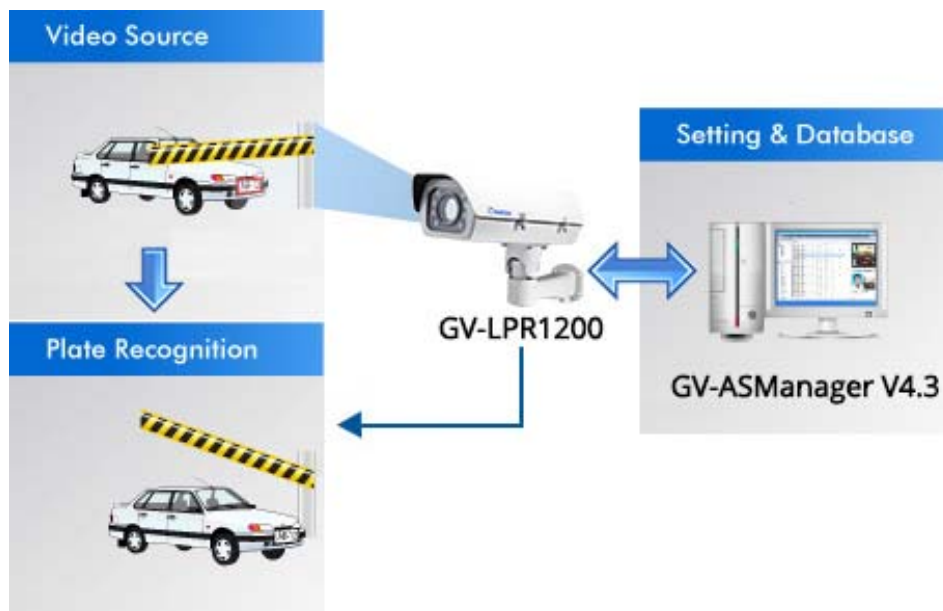 Video Source
Setting & Database
GV-LPR1200
GV-ASManager V4.3
Plate Recognition